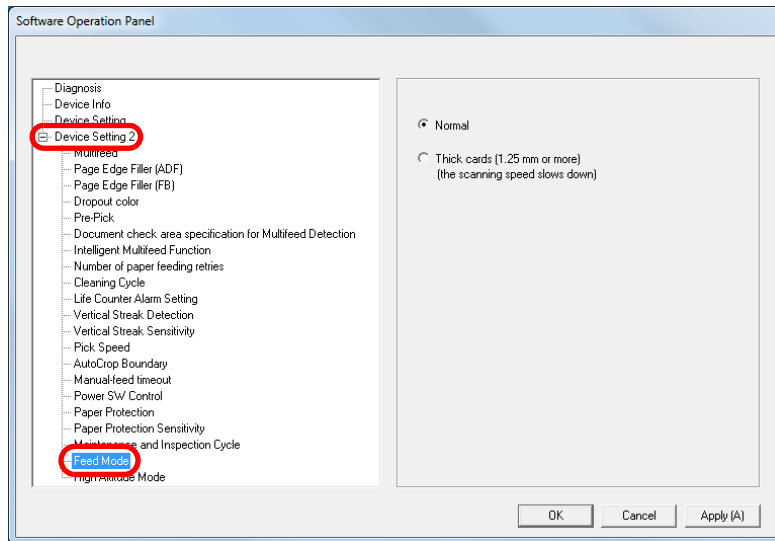 Software Operation Panel
Diagnosis
Device Info
Device Setting
Device Setting 2
Multifeed
Page Edge Filler (ADF)
Page Edge Filler (FB)
Dropout color
Pre-Pick
Document check area specification for Multifeed Detection
Intelligent Multifeed Function
Number of paper feeding retries
Cleaning Cycle
Life Counter Alarm Setting
Vertical Streak Detection
Vertical Streak Sensitivity
Pick Speed
AutoCrop Boundary
Manual-feed timeout
Power SW Control
Paper Protection
Paper Protection Sensitivity
Maintenance and Inspection Cycle
Feed Mode
High Altitude Mode
Normal
Thick cards (1.25 mm or more)
(the scanning speed slows down)
OK
Cancel
Apply (A)